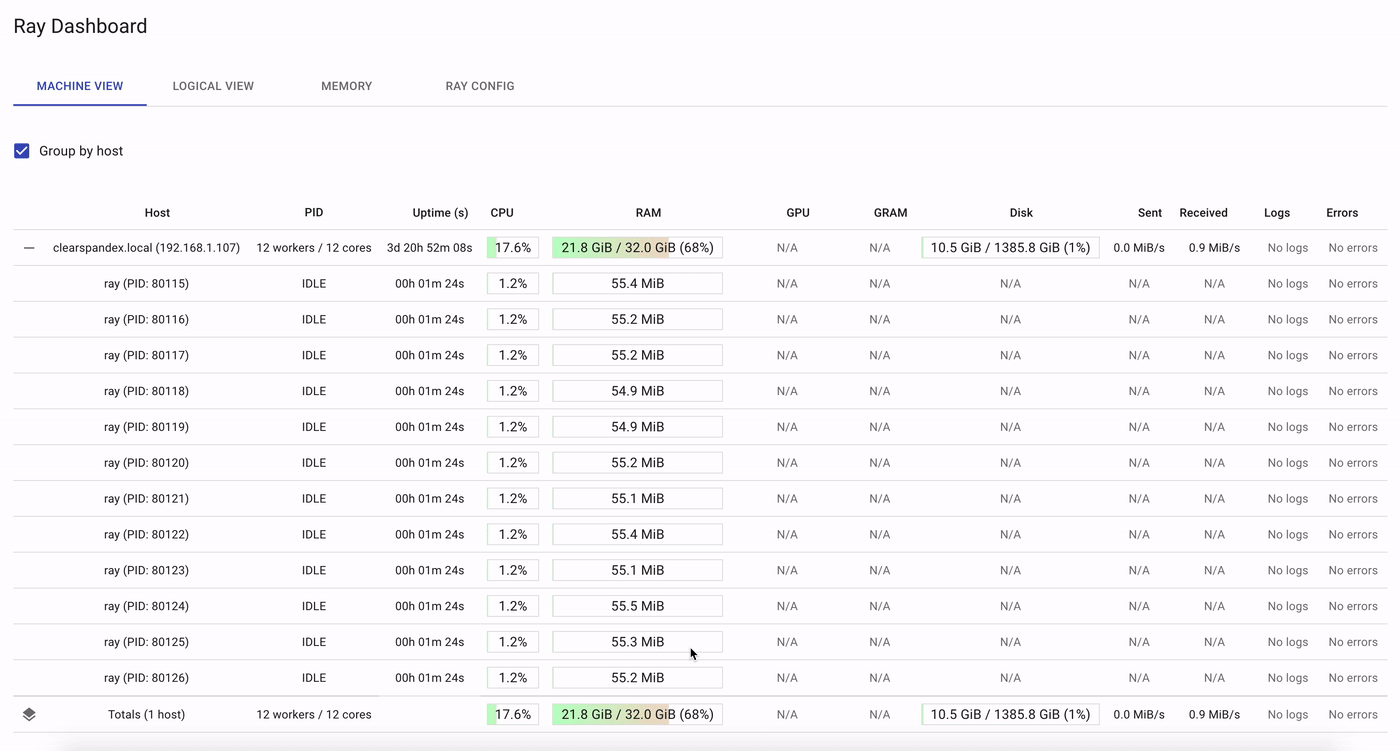 Ray Dashboard
MACHINE VIEW LOGICAL VIEW MEMORY RAY CONFIG
Group by host
Host PID Uptime (s) CPU RAM GPU GRAM Disk Sent Received Logs Errors
clearspandex.local (192.168.1.107) 12 workers / 12 cores 3d 20h 52m 08s 17.6% 21.8 GiB / 32.0 GiB (68%) N/A N/A 10.5 GiB / 1385.8 GiB (1%) 0.0 MiB/s 0.9 MiB/s No logs No errors
ray (PID: 80115) IDLE 00h 01m 24s 1.2% 55.4 MiB N/A N/A N/A N/A N/A No logs No errors
ray (PID: 80116) IDLE 00h 01m 24s 1.2% 55.2 MiB N/A N/A N/A N/A N/A No logs No errors
ray (PID: 80117) IDLE 00h 01m 24s 1.2% 55.2 MiB N/A N/A N/A N/A N/A No logs No errors
ray (PID: 80118) IDLE 00h 01m 24s 1.2% 54.9 MiB N/A N/A N/A N/A N/A No logs No errors
ray (PID: 80119) IDLE 00h 01m 24s 1.2% 54.9 MiB N/A N/A N/A N/A N/A No logs No errors
ray (PID: 80120) IDLE 00h 01m 24s 1.2% 55.2 MiB N/A N/A N/A N/A N/A No logs No errors
ray (PID: 80121) IDLE 00h 01m 24s 1.2% 55.1 MiB N/A N/A N/A N/A N/A No logs No errors
ray (PID: 80122) IDLE 00h 01m 24s 1.2% 55.4 MiB N/A N/A N/A N/A N/A No logs No errors
ray (PID: 80123) IDLE 00h 01m 24s 1.2% 55.1 MiB N/A N/A N/A N/A N/A No logs No errors
ray (PID: 80124) IDLE 00h 01m 24s 1.2% 55.5 MiB N/A N/A N/A N/A N/A No logs No errors
ray (PID: 80125) IDLE 00h 01m 24s 1.2% 55.3 MiB N/A N/A N/A N/A N/A No logs No errors
ray (PID: 80126) IDLE 00h 01m 24s 1.2% 55.2 MiB N/A N/A N/A N/A N/A No logs No errors
Totals (1 host) 12 workers / 12 cores 17.6% 21.8 GiB / 32.0 GiB (68%) N/A N/A 10.5 GiB / 1385.8 GiB (1%) 0.0 MiB/s 0.9 MiB/s No logs No errors